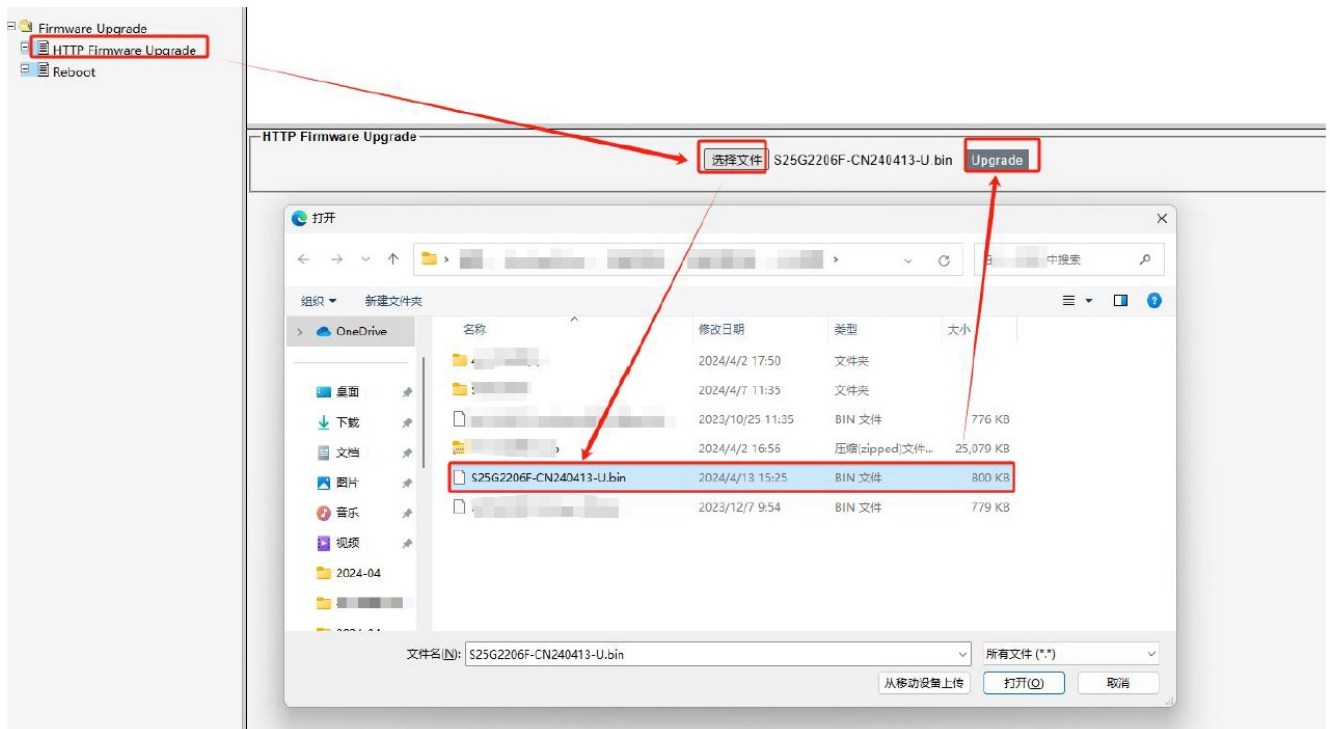 Firmware Upgrade
HTTP Firmware Upgrade
Reboot
HTTP Firmware Upgrade
选择文件 S25G2206F-CN240413-U.bin Upgrade
打开
中搜索
组织 新建文件夹
OneDrive
名称 修改日期 类型 大小
2024/4/2 17:50 文件夹
桌面
2024/4/7 11:35 文件夹
下载
2023/10/25 11:35 BIN 文件 776 KB
文档
2024/4/2 16:56 压缩(zipped)文件... 25,079 KB
图片
S25G2206F-CN240413-U.bin 2024/4/13 15:25 BIN 文件 800 KB
音乐
2023/12/7 9:54 BIN 文件 779 KB
视频
2024-04
文件名(N): S25G2206F-CN240413-U.bin 所有文件 (*.*)
从移动设备上传 打开(O) 取消